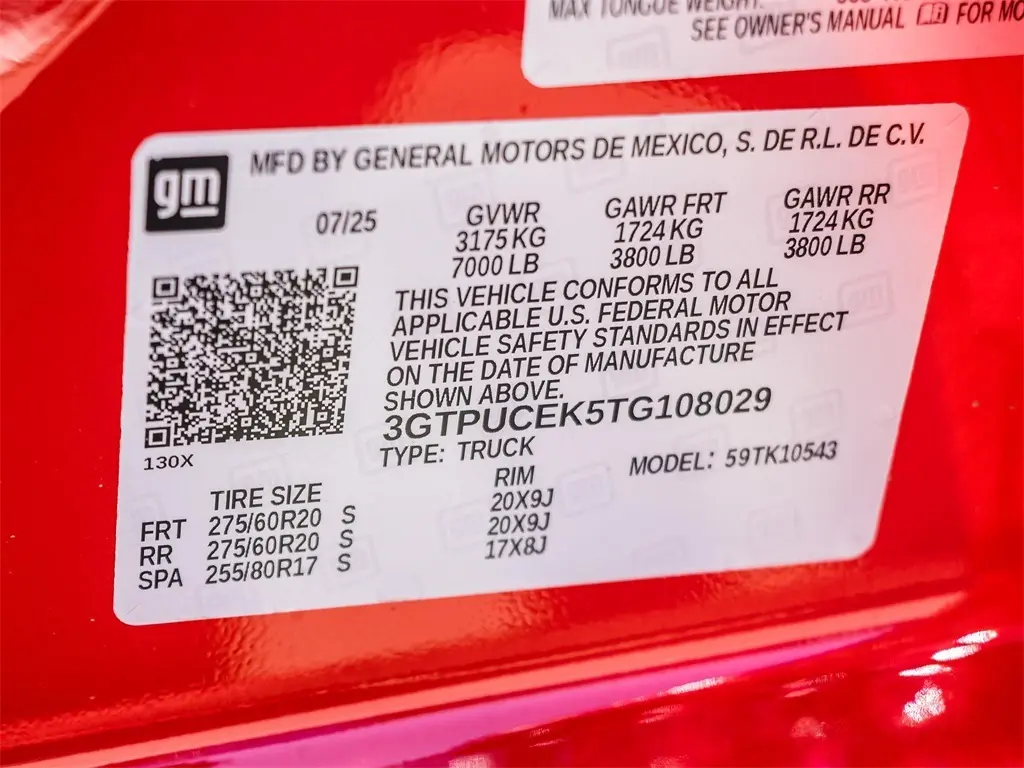 MAX TONGUE WEIGHT:
SEE OWNER'S MANUAL FOR MO
gm
MFD BY GENERAL MOTORS DE MEXICO, S. DE R.L. DE C.V.
07/25 GVWR GAWR FRT GAWR RR
3175 KG 1724 KG 1724 KG
7000 LB 3800 LB 3800 LB
THIS VEHICLE CONFORMS TO ALL
APPLICABLE U.S. FEDERAL MOTOR
VEHICLE SAFETY STANDARDS IN EFFECT
ON THE DATE OF MANUFACTURE
SHOWN ABOVE.
3GTPUCEK5TG108029
130X
TYPE: TRUCK MODEL: 59TK10543
TIRE SIZE RIM
FRT 275/60R20 S 20X9J
RR 275/60R20 S 20X9J
SPA 255/80R17 S 17X8J